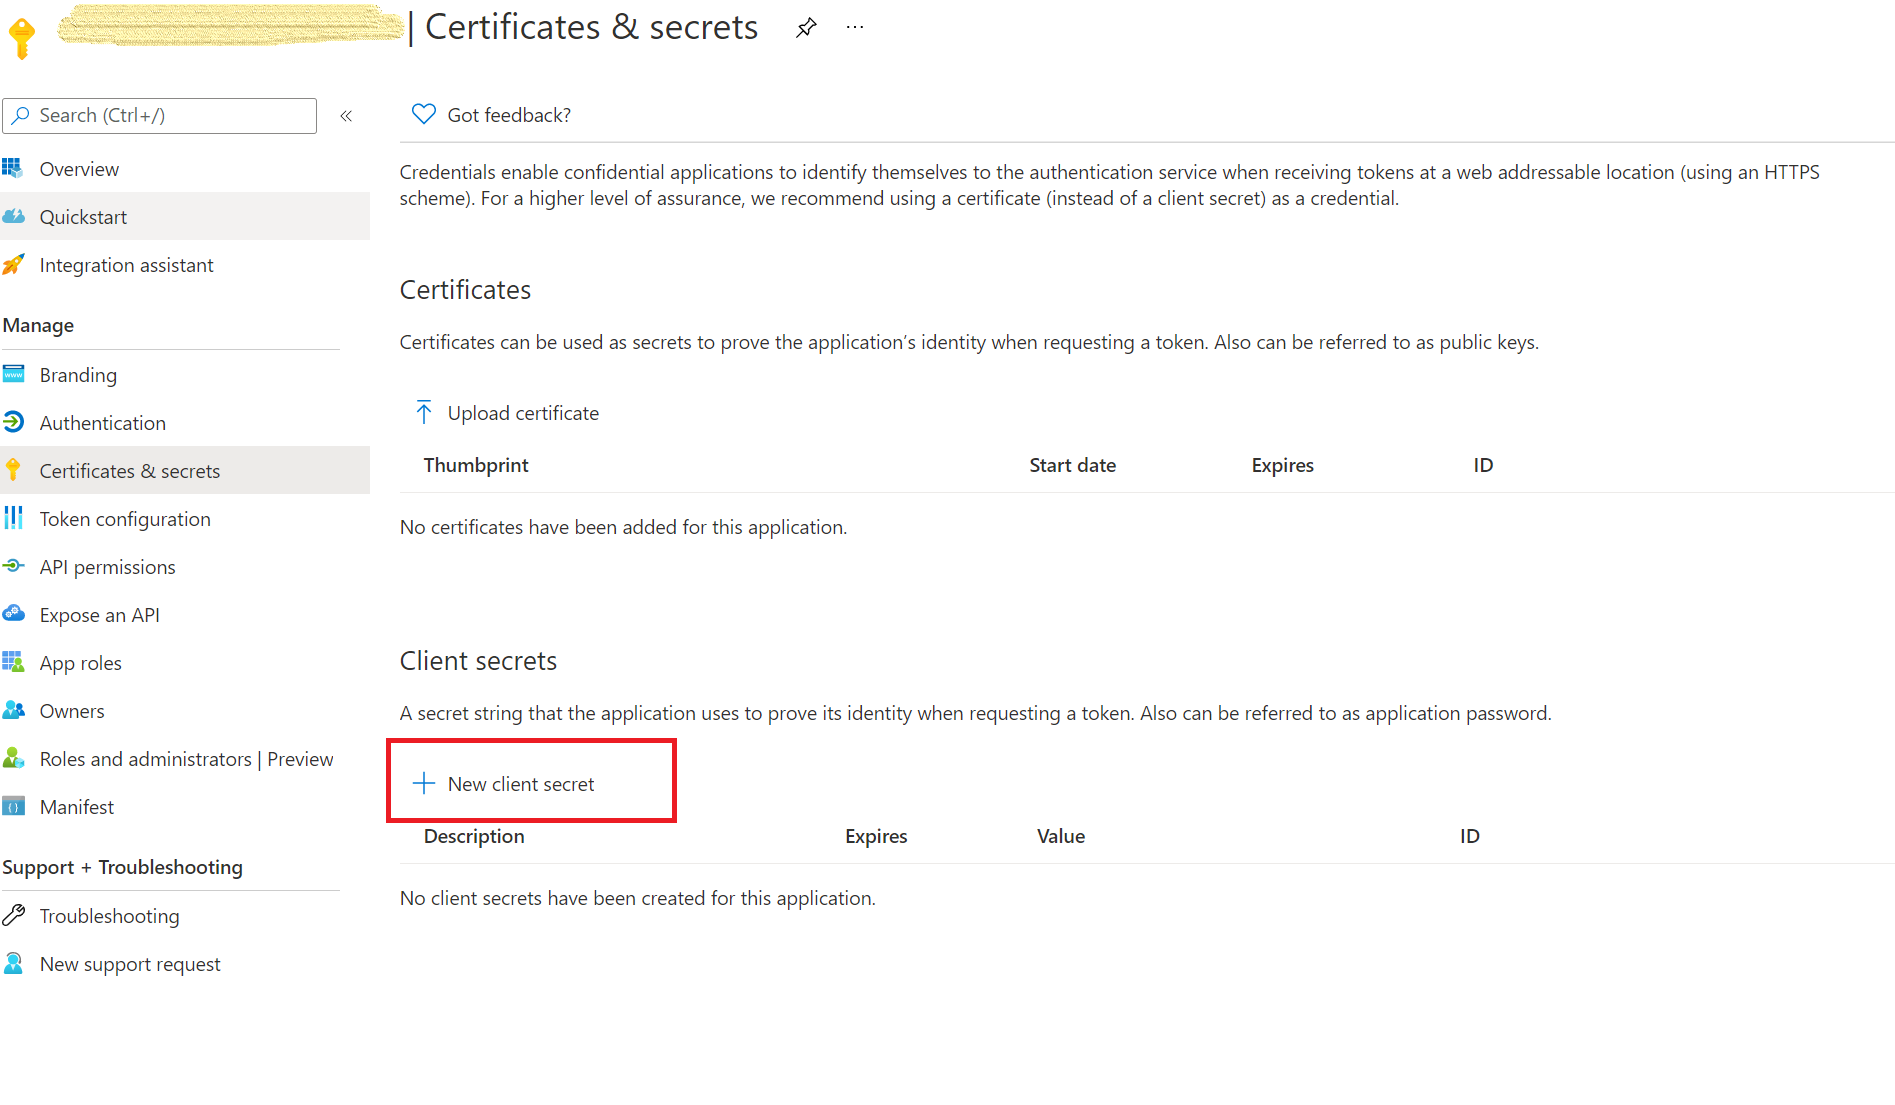 | Certificates & secrets
Search (Ctrl+/)
Overview
Quickstart
Integration assistant
Manage
Branding
Authentication
Certificates & secrets
Token configuration
API permissions
Expose an API
App roles
Owners
Roles and administrators | Preview
Manifest
Support + Troubleshooting
Troubleshooting
New support request
Got feedback?
Credentials enable confidential applications to identify themselves to the authentication service when receiving tokens at a web addressable location (using an HTTPS
scheme). For a higher level of assurance, we recommend using a certificate (instead of a client secret) as a credential.
Certificates
Certificates can be used as secrets to prove the application’s identity when requesting a token. Also can be referred to as public keys.
Upload certificate
Thumbprint Start date Expires ID
No certificates have been added for this application.
Client secrets
A secret string that the application uses to prove its identity when requesting a token. Also can be referred to as application password.
New client secret
Description Expires Value ID
No client secrets have been created for this application.